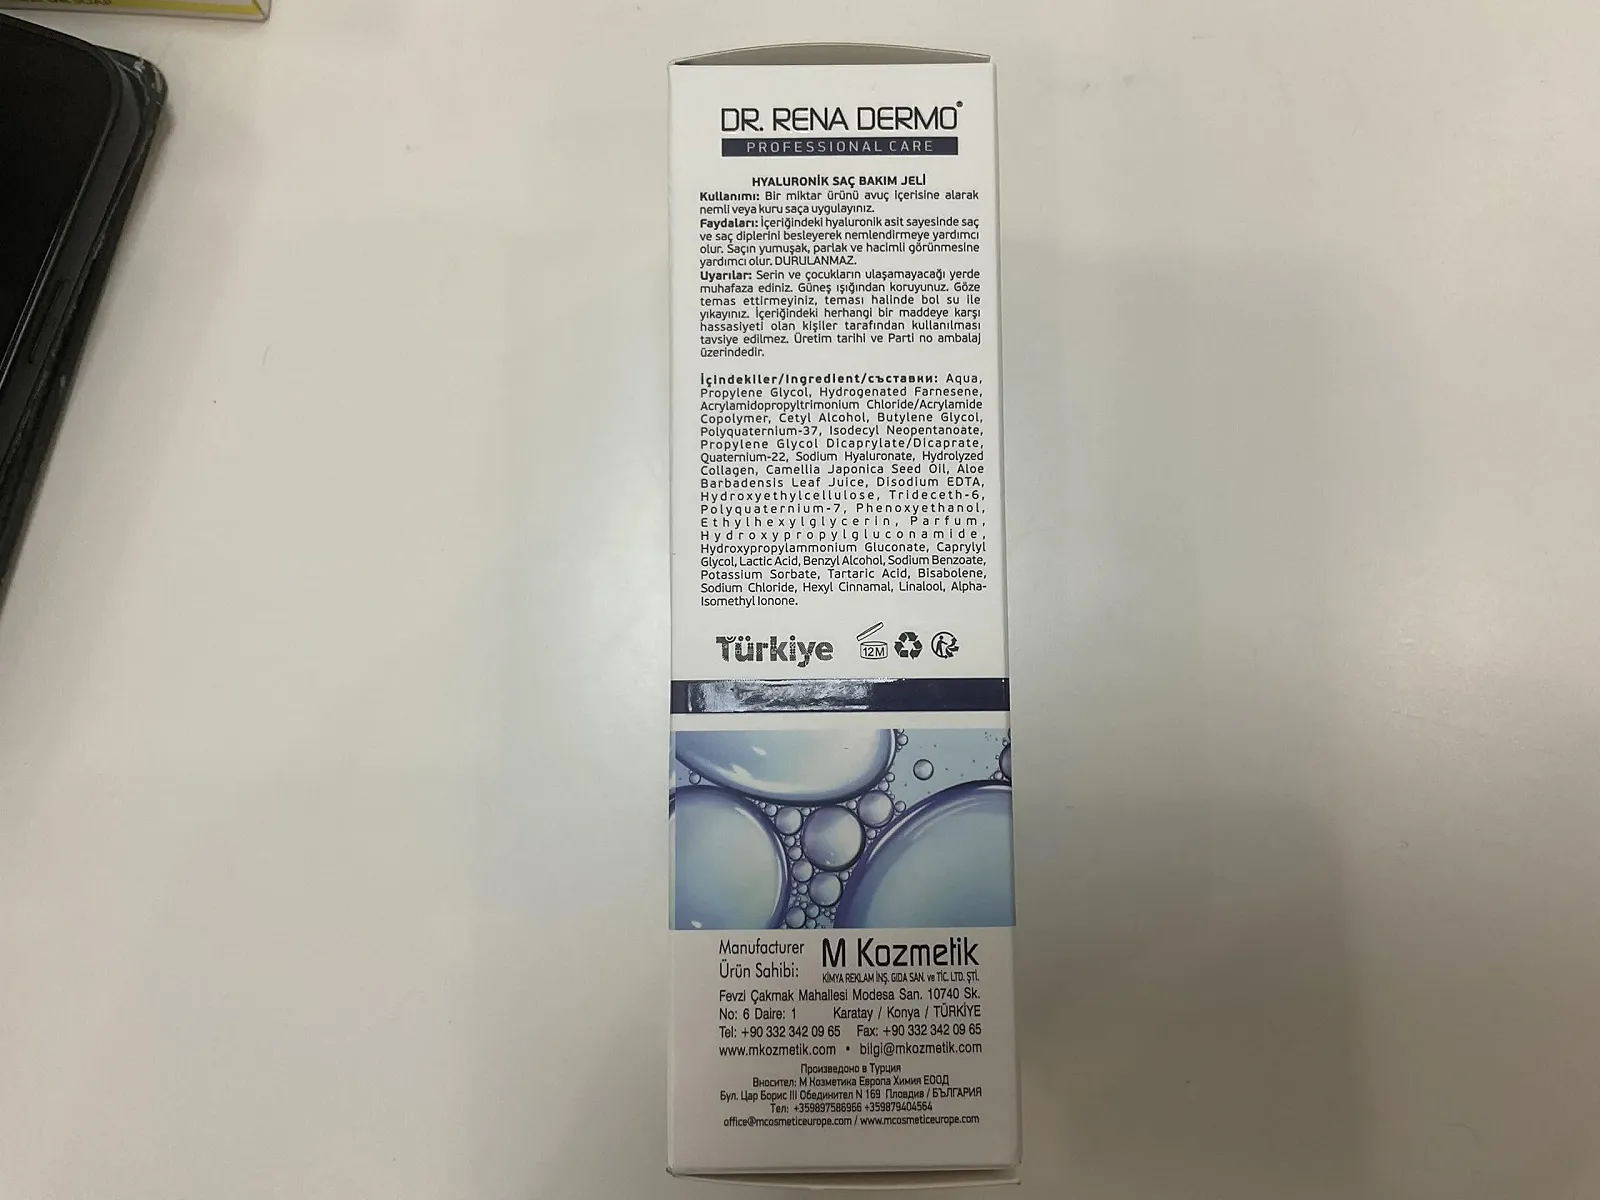 DR. RENA DERMO®
PROFESSIONAL CARE
HYALURONİK SAÇ BAKIM JELİ
Kullanımı: Bir miktar ürünü avuç içerisine alarak
nemli veya kuru saça uygulayınız.
Faydaları: İçeriğindeki hyaluronik asit sayesinde saç
ve saç diplerini besleyerek nemlendirmeye yardımcı
olur. Saçın yumuşak, parlak ve hacimli görünmesine
yardımcı olur. DURULANMAZ.
Uyarılar: Serin ve çocukların ulaşamayacağı yerde
muhafaza ediniz. Güneş ışığından koruyunuz. Göze
temas ettirmeyiniz, teması halinde bol su ile
yıkayınız. İçeriğindeki herhangi bir maddeye karşı
hassasiyeti olan kişiler tarafından kullanılması
tavsiye edilmez. Üretim tarihi ve Parti no ambalaj
üzerindedir.
İçindekiler/Ingredient/съставки: Aqua,
Propylene Glycol, Hydrogenated Farnesene,
Acrylamidopropyltrimonium Chloride/Acrylamide
Copolymer, Cetyl Alcohol, Butylene Glycol,
Polyquaternium-37, Isodecyl Neopentanoate,
Propylene Glycol Dicaprylate/Dicaprate,
Quaternium-22, Sodium Hyaluronate, Hydrolyzed
Collagen, Camellia Japonica Seed Oil, Aloe
Barbadensis Leaf Juice, Disodium EDTA,
Hydroxyethylcellulose, Trideceth-6,
Polyquaternium-7, Phenoxyethanol,
Ethylhexylglycerin, Parfum,
Hydroxypropylgluconamide,
Hydroxypropylammonium Gluconate, Caprylyl
Glycol, Lactic Acid, Benzyl Alcohol, Sodium Benzoate,
Potassium Sorbate, Tartaric Acid, Bisabolene,
Sodium Chloride, Hexyl Cinnamal, Linalool, Alpha-
Isomethyl Ionone.
Türkiye 12M
Manufacturer M Kozmetik
Ürün Sahibi: KİMYA REKLAM İNŞ. GIDA SAN. ve TİC. LTD. ŞTİ.
Fevzi Çakmak Mahallesi Modesa San. 10740 Sk.
No: 6 Daire: 1 Karatay / Konya / TÜRKİYE
Tel: +90 332 342 09 65 Fax: +90 332 342 09 65
www.mkozmetik.com • bilgi@mkozmetik.com
Произведоно в Турция
Вносител: М Козметика Европа Химия ЕООД
Бул. Цар Борис III Обединител N 169 Пловдив / БЪЛГАРИЯ
Тел: +359897586966 +359879404564
office@mcosmeticeurope.com / www.mcosmeticeurope.com